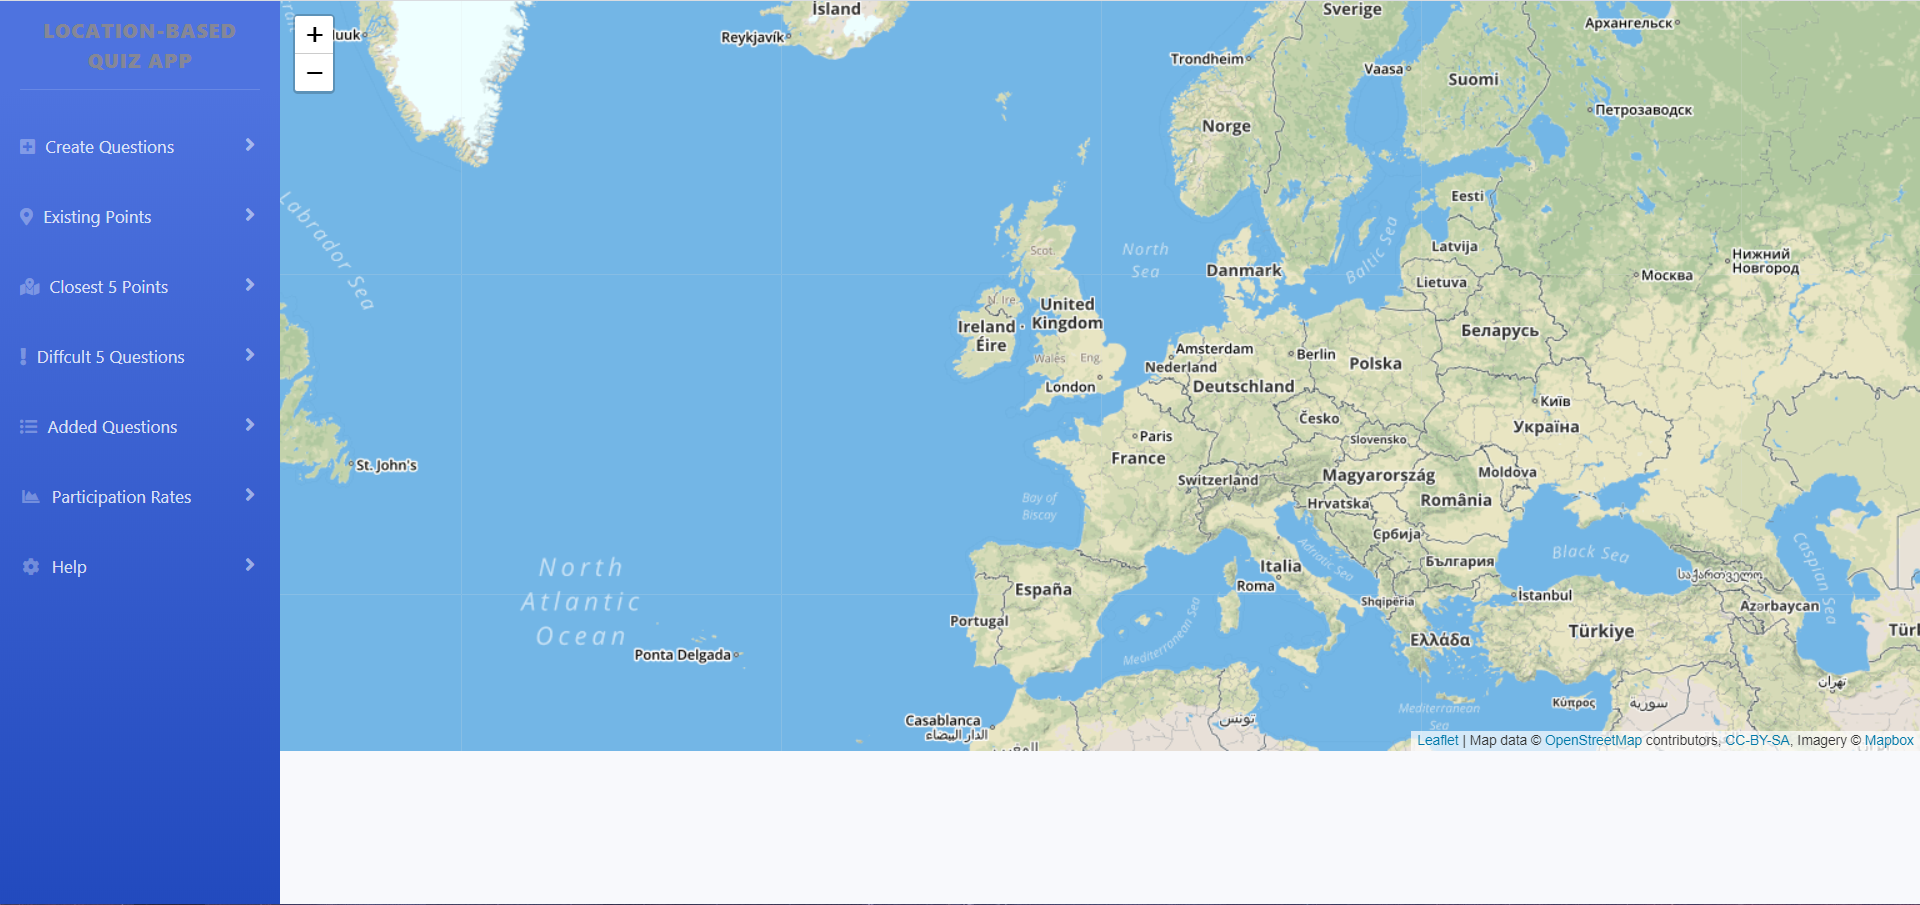 LOCATION-BASED
QUIZ APP
Create Questions
Existing Points
Closest 5 Points
Diffcult 5 Questions
Added Questions
Participation Rates
Help
+
−
Ísland
Reykjavík
Sverige
Архангельск
Trondheim
Vaasa
Suomi
Петрозаводск
Norge
Eesti
Labrador Sea
Scot.
North
Sea
Baltic Sea
Latvija
Danmark
Lietuva
Москва
Нижний
Новгород
N. Ire.
United
Kingdom
Ireland -
Éire
Беларусь
Wales
Eng.
Amsterdam
Nederland
Berlin
Polska
London
Deutschland
Київ
Česko
Україна
Paris
France
Slovensko
St. John's
Switzerland
Magyarország
Moldova
Bay of
Biscay
Hrvatska
România
Србија
Adriatic Sea
Black Sea
Caspian Sea
North
Atlantic
Ocean
España
Italia
Roma
България
საქართველო
Shqipëria
İstanbul
Azərbaycan
Portugal
Mediterranean Sea
Ελλάδα
Türkiye
Ponta Delgada
تهران
Casablanca
الدار البيضاء
تونس
Mediterranean
Sea
Κύπρος
سورية
Leaflet | Map data © OpenStreetMap contributors, CC-BY-SA, Imagery © Mapbox